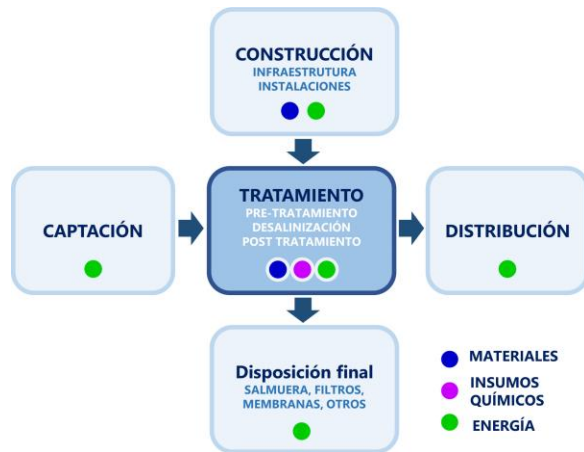 CONSTRUCCIÓN
INFRAESTRUTURA
INSTALACIONES
CAPTACIÓN
TRATAMIENTO
PRE-TRATAMIENTO
DESALINIZACIÓN
POST TRATAMIENTO
DISTRIBUCIÓN
Disposición final
SALMUERA, FILTROS,
MEMBRANAS, OTROS
MATERIALES
INSUMOS
QUÍMICOS
ENERGÍA